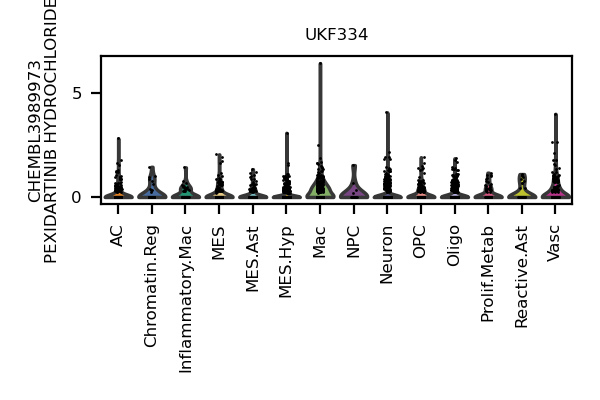 UKF334
CHEMBL3989973
PEXIDARTINIB HYDROCHLORIDE
5
0
AC
Chromatin.Reg
Inflammatory.Mac
MES
MES.Ast
MES.Hyp
Mac
NPC
Neuron
OPC
Oligo
Prolif.Metab
Reactive.Ast
Vasc